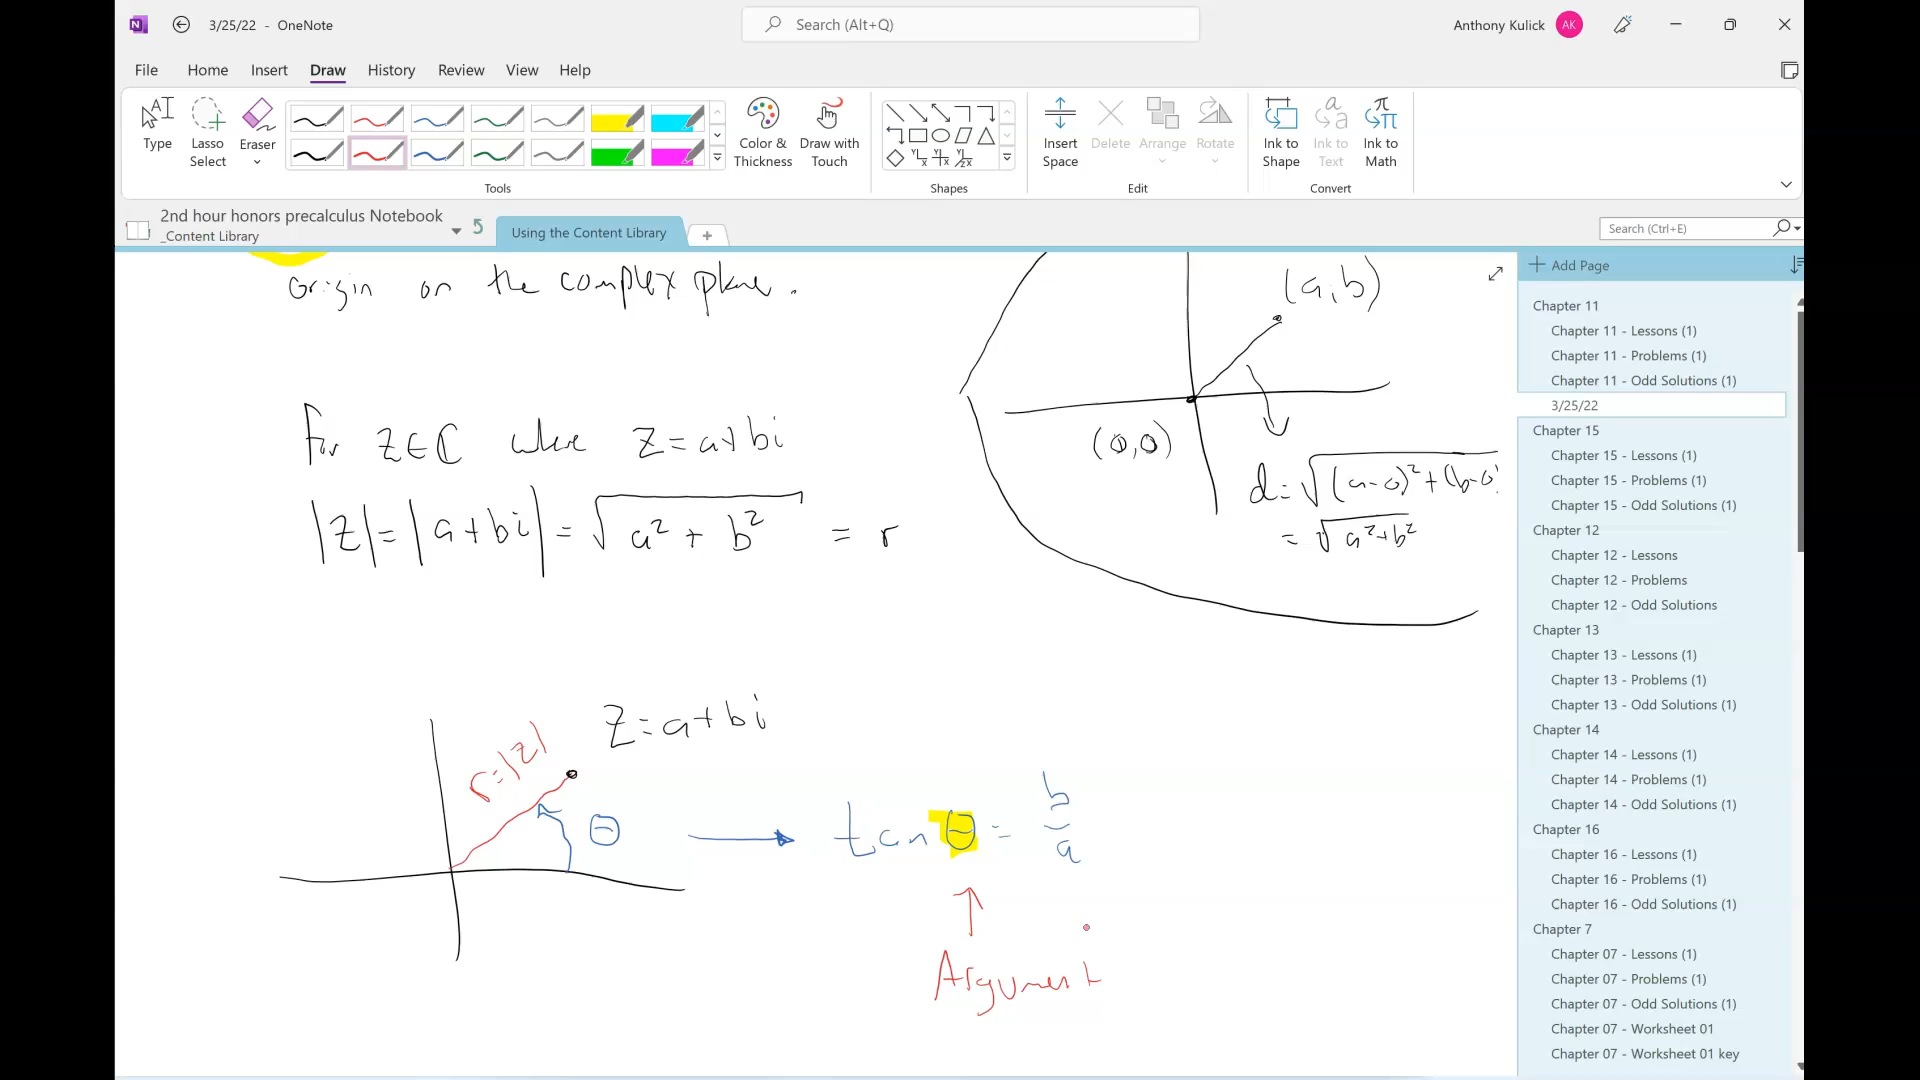 3/25/22 - OneNote
Search (Alt+Q)
Anthony Kulick AK
File Home Insert Draw History Review View Help
Type
Lasso Select
Eraser
Color & Thickness
Draw with Touch
Insert Space
Delete
Arrange
Rotate
Ink to Shape
Ink to Text
Ink to Math
Tools Shapes Edit Convert
2nd hour honors precalculus Notebook
_Content Library
Using the Content Library
Search (Ctrl+E)
origin on the complex plane.
(a,b)
(0,0)
d=√(a-0)²+(b-0)
=√a²+b²
For z∈ℂ where z=a+bi
|z|=|a+bi|=√a²+b² = r
z=a+bi
r=|z|
θ
tan θ = b/a
Argument
Add Page
Chapter 11
Chapter 11 - Lessons (1)
Chapter 11 - Problems (1)
Chapter 11 - Odd Solutions (1)
3/25/22
Chapter 15
Chapter 15 - Lessons (1)
Chapter 15 - Problems (1)
Chapter 15 - Odd Solutions (1)
Chapter 12
Chapter 12 - Lessons
Chapter 12 - Problems
Chapter 12 - Odd Solutions
Chapter 13
Chapter 13 - Lessons (1)
Chapter 13 - Problems (1)
Chapter 13 - Odd Solutions (1)
Chapter 14
Chapter 14 - Lessons (1)
Chapter 14 - Problems (1)
Chapter 14 - Odd Solutions (1)
Chapter 16
Chapter 16 - Lessons (1)
Chapter 16 - Problems (1)
Chapter 16 - Odd Solutions (1)
Chapter 7
Chapter 07 - Lessons (1)
Chapter 07 - Problems (1)
Chapter 07 - Odd Solutions (1)
Chapter 07 - Worksheet 01
Chapter 07 - Worksheet 01 key